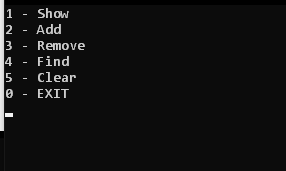 1 - Show
2 - Add
3 - Remove
4 - Find
5 - Clear
0 - EXIT